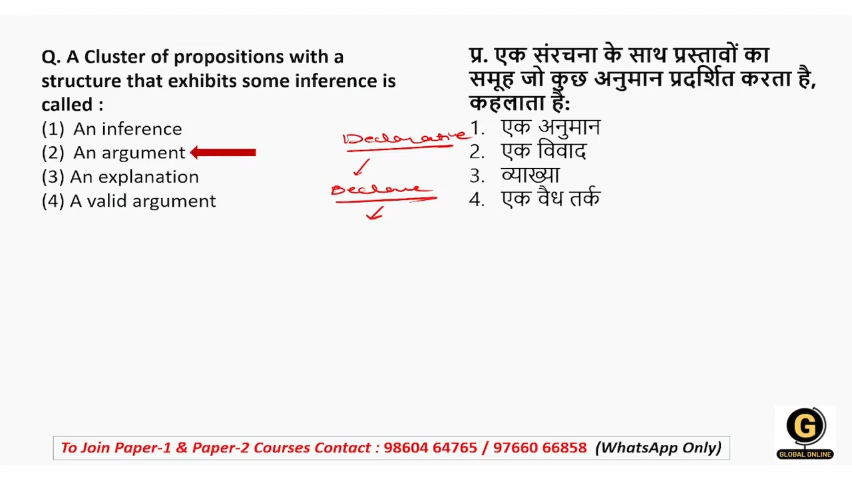 Q. A Cluster of propositions with a
structure that exhibits some inference is
called :
(1) An inference
(2) An argument
(3) An explanation
(4) A valid argument
Declarative
Declare
प्र. एक संरचना के साथ प्रस्तावों का
समूह जो कुछ अनुमान प्रदर्शित करता है,
कहलाता है:
1. एक अनुमान
2. एक विवाद
3. व्याख्या
4. एक वैध तर्क
To Join Paper-1 & Paper-2 Courses Contact : 98604 64765 / 97660 66858 (WhatsApp Only)
G
GLOBAL ONLINE